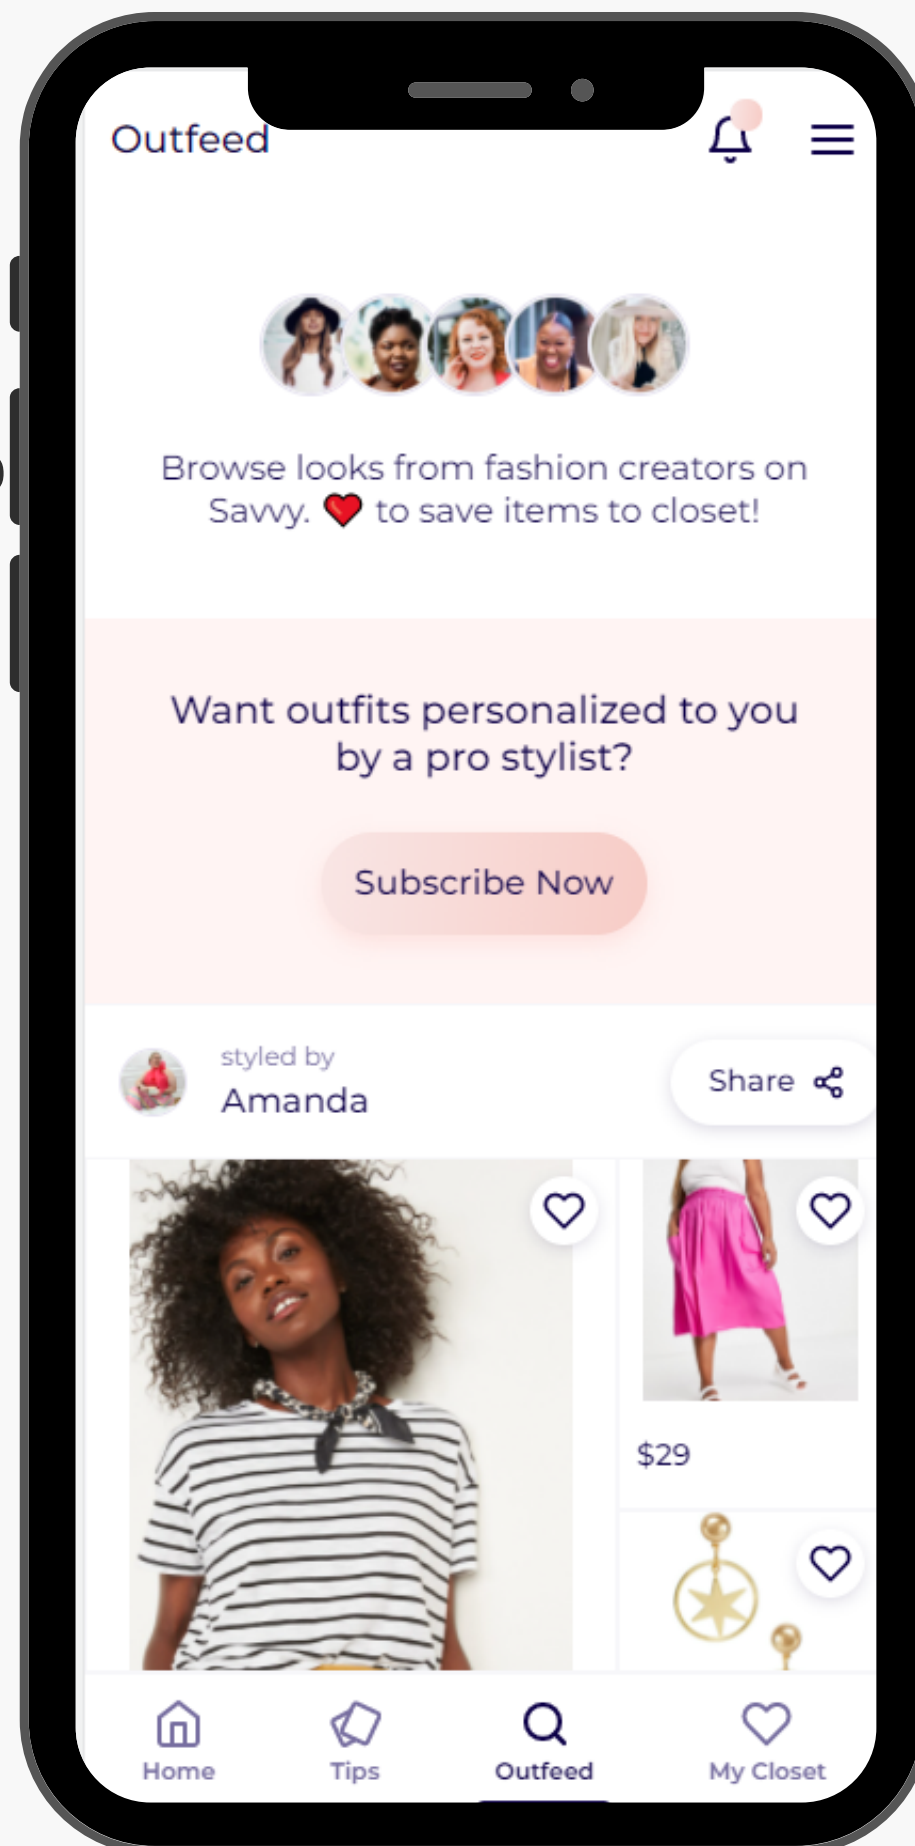 Outfeed
Browse looks from fashion creators on
Savvy. ❤️ to save items to closet!
Want outfits personalized to you
by a pro stylist?
Subscribe Now
styled by
Amanda
Share
$29
Home
Tips
Outfeed
My Closet